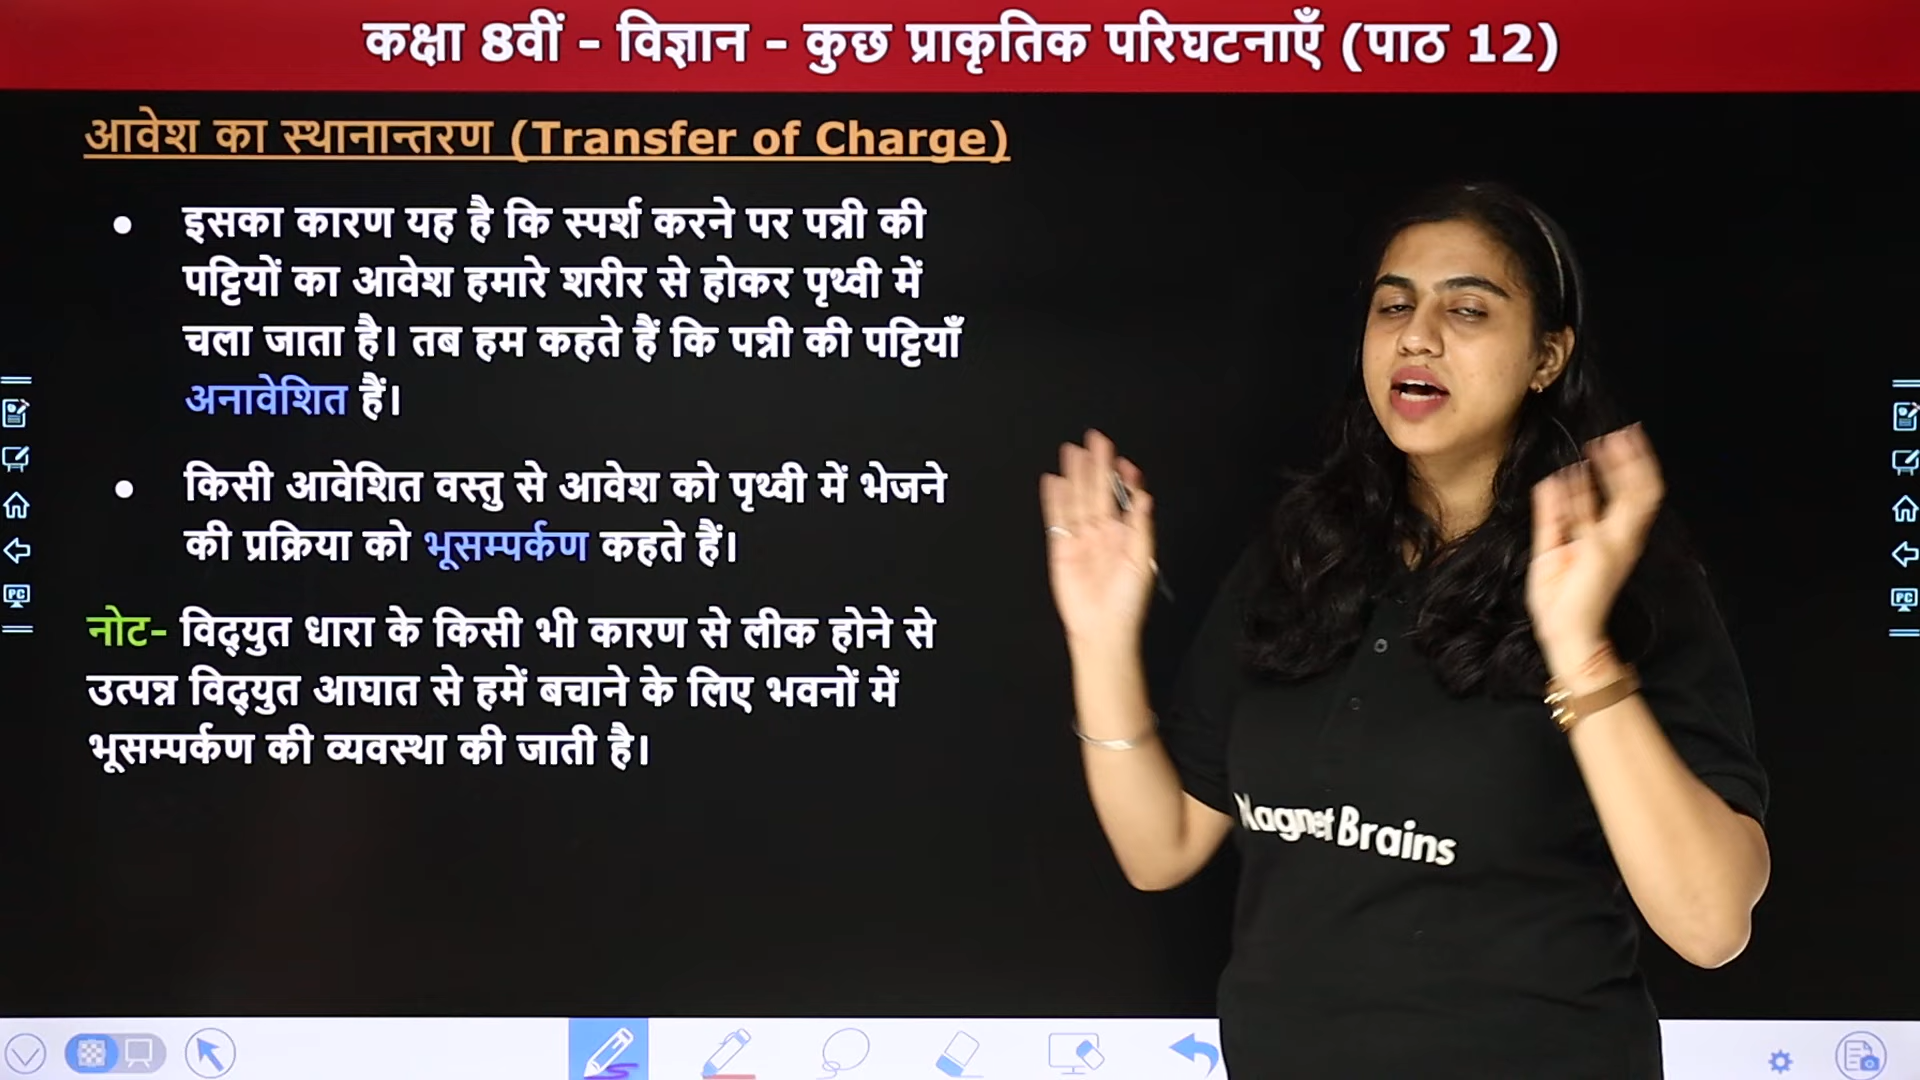 कक्षा 8वीं - विज्ञान - कुछ प्राकृतिक परिघटनाएँ (पाठ 12)
आवेश का स्थानान्तरण (Transfer of Charge)
• इसका कारण यह है कि स्पर्श करने पर पन्नी की
पट्टियों का आवेश हमारे शरीर से होकर पृथ्वी में
चला जाता है। तब हम कहते हैं कि पन्नी की पट्टियाँ
अनावेशित हैं।
• किसी आवेशित वस्तु से आवेश को पृथ्वी में भेजने
की प्रक्रिया को भूसम्पर्कण कहते हैं।
नोट- विद्युत धारा के किसी भी कारण से लीक होने से
उत्पन्न विद्युत आघात से हमें बचाने के लिए भवनों में
भूसम्पर्कण की व्यवस्था की जाती है।
Magnet Brains
PC
PC